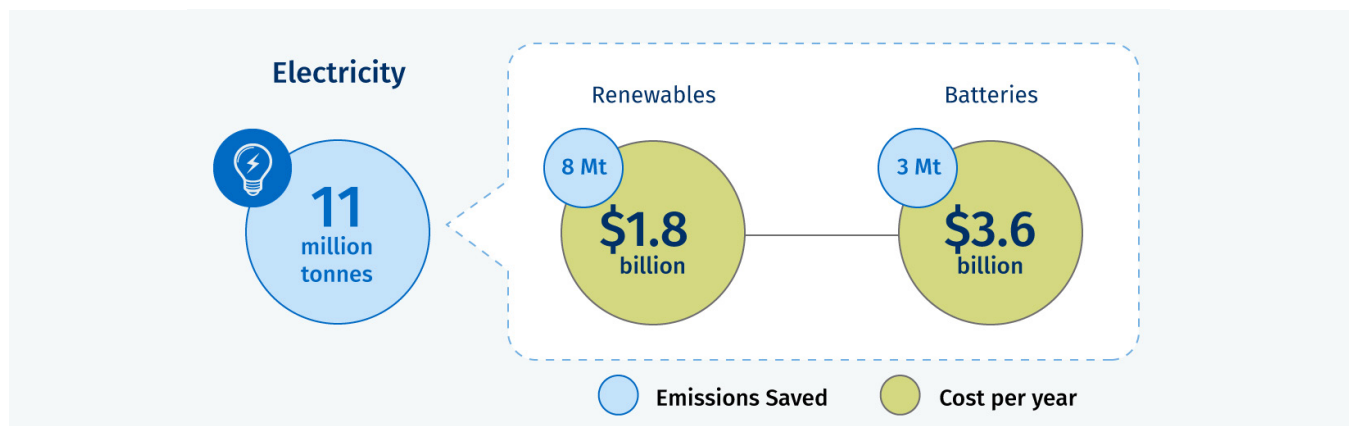 Electricity
11
million
tonnes
Renewables
8 Mt
$1.8
billion
Batteries
3 Mt
$3.6
billion
Emissions Saved
Cost per year